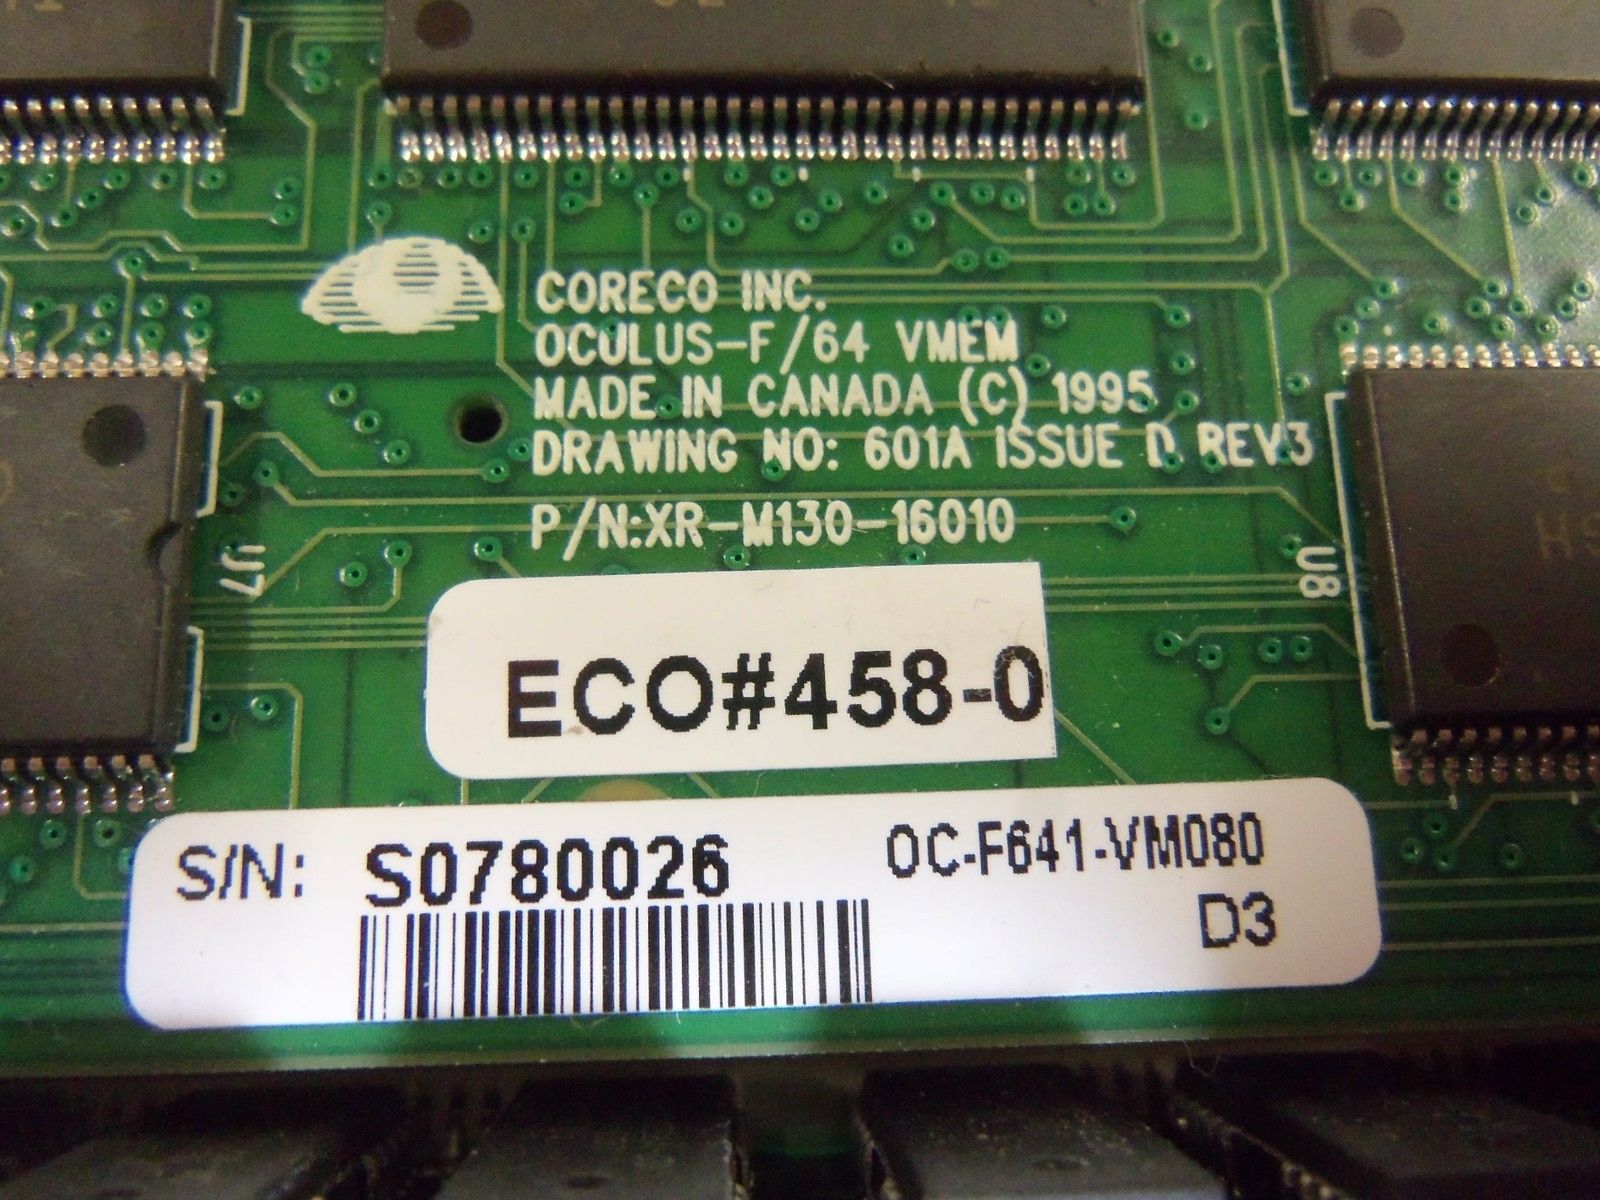 CORECO INC.
OCULUS-F/64 VMEM
MADE IN CANADA (C) 1995
DRAWING NO: 601A ISSUE D REV3
P/N:XR-M130-16010
U7
U8
ECO#458-0
S/N: S0780026 OC-F641-VM080
D3